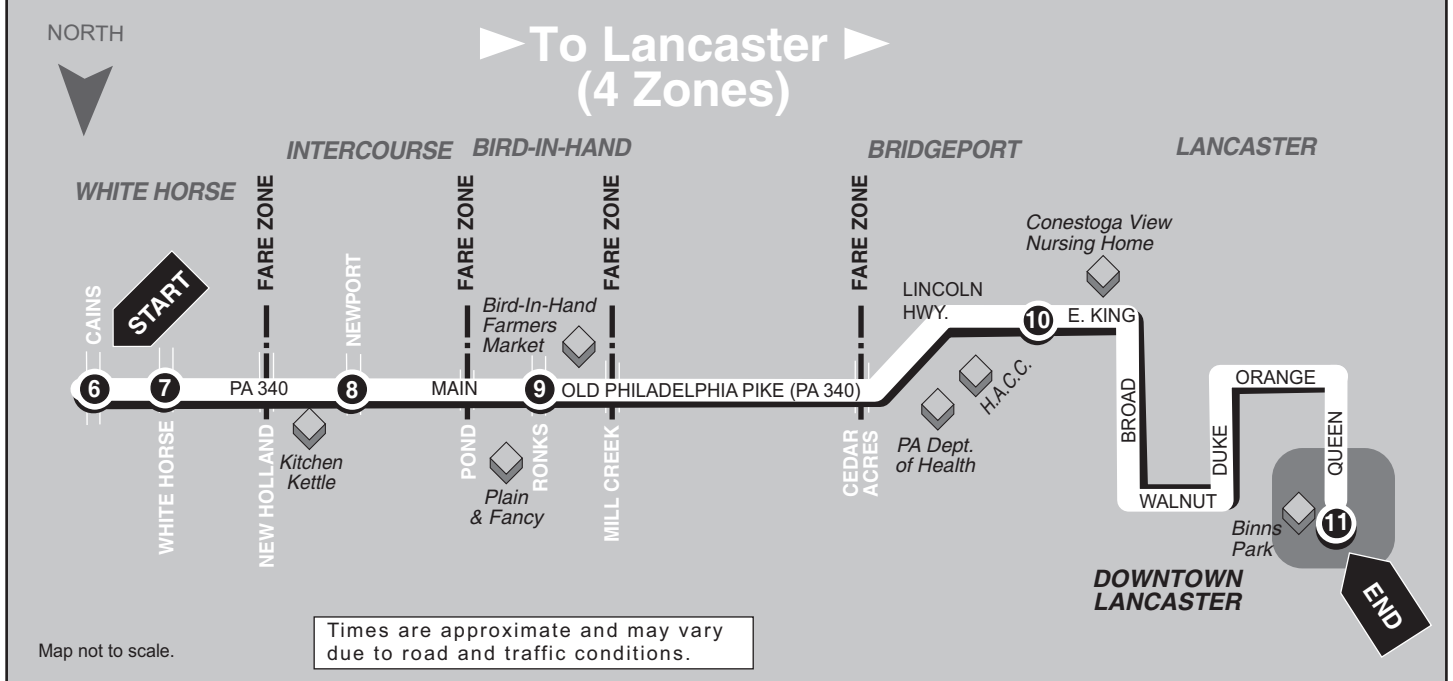 NORTH
To Lancaster
(4 Zones)
INTERCOURSE
BIRD-IN-HAND
BRIDGEPORT
LANCASTER
WHITE HORSE
FARE ZONE
FARE ZONE
FARE ZONE
FARE ZONE
Conestoga View
Nursing Home
CAINS
START
NEWPORT
Bird-In-Hand
Farmers
Market
LINCOLN
HWY.
10
E. KING
6
7
PA 340
8
MAIN
9
OLD PHILADELPHIA PIKE (PA 340)
ORANGE
H.A.C.C.
BROAD
DUKE
QUEEN
WHITE HORSE
NEW HOLLAND
Kitchen
Kettle
POND
Plain
& Fancy
RONKS
MILL CREEK
CEDAR
ACRES
PA Dept.
of Health
WALNUT
Binns
Park
11
DOWNTOWN
LANCASTER
END
Map not to scale.
Times are approximate and may vary
due to road and traffic conditions.